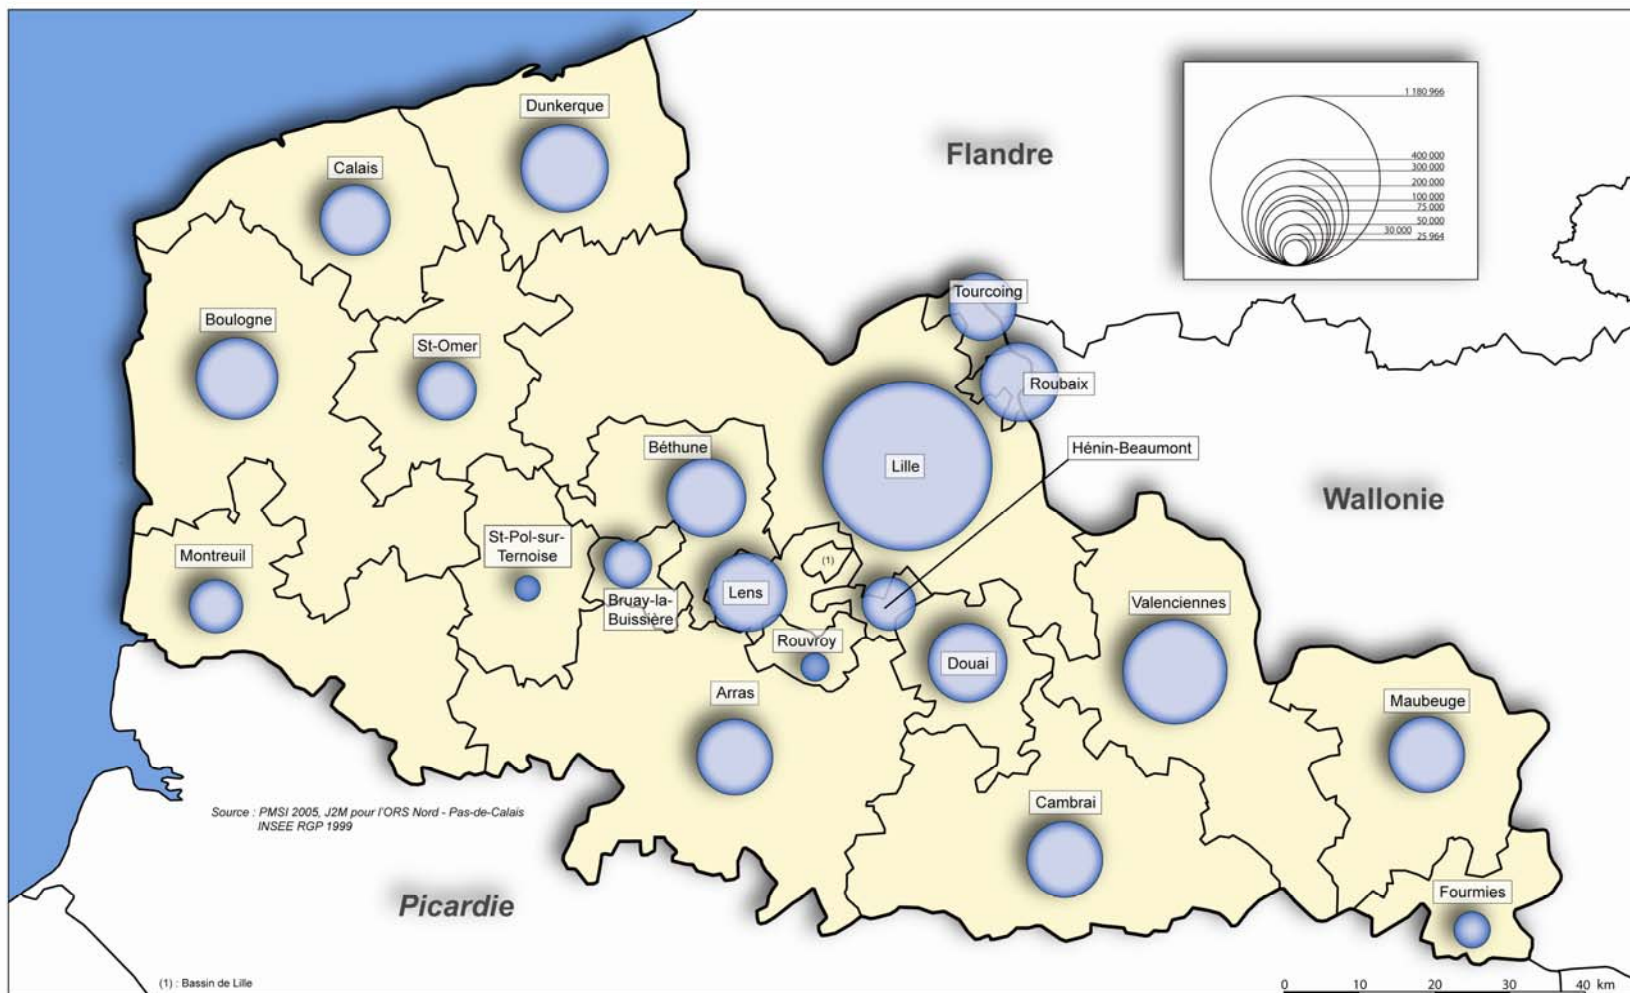 Dunkerque
1 180 966
Calais
Flandre
400 000
300 000
200 000
100 000
75 000
50 000
30 000
25 964
Tourcoing
Boulogne
St-Omer
Roubaix
Béthune
Hénin-Beaumont
Lille
Wallonie
Montreuil
St-Pol-sur-
Ternoise
(1)
Bruay-la-
Buissière
Lens
Valenciennes
Rouvroy
Douai
Arras
Maubeuge
Cambrai
Source : PMSI 2005, J2M pour l'ORS Nord - Pas-de-Calais
INSEE RGP 1999
Picardie
Fourmies
(1) : Bassin de Lille
0 10 20 30 40 km